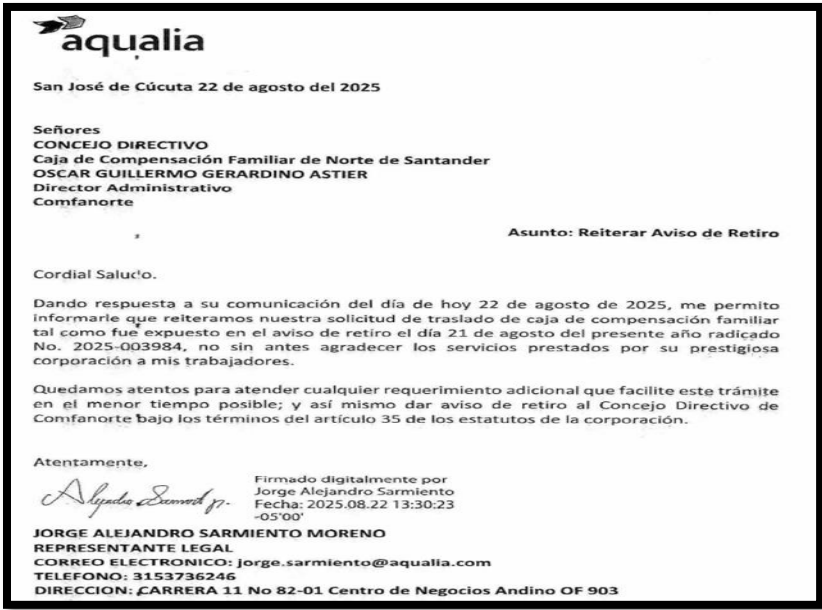 aqualia
San José de Cúcuta 22 de agosto del 2025
Señores
CONCEJO DIRECTIVO
Caja de Compensación Familiar de Norte de Santander
OSCAR GUILLERMO GERARDINO ASTIER
Director Administrativo
Comfanorte
Asunto: Reiterar Aviso de Retiro
Cordial Saludo.
Dando respuesta a su comunicación del día de hoy 22 de agosto de 2025, me permito
informarle que reiteramos nuestra solicitud de traslado de caja de compensación familiar
tal como fue expuesto en el aviso de retiro el día 21 de agosto del presente año radicado
No. 2025-003984, no sin antes agradecer los servicios prestados por su prestigiosa
corporación a mis trabajadores.
Quedamos atentos para atender cualquier requerimiento adicional que facilite este trámite
en el menor tiempo posible; y así mismo dar aviso de retiro al Concejo Directivo de
Comfanorte bajo los términos del artículo 35 de los estatutos de la corporación.
Atentamente,
Firmado digitalmente por
Jorge Alejandro Sarmiento
Fecha: 2025.08.22 13:30:23
-05'00'
JORGE ALEJANDRO SARMIENTO MORENO
REPRESENTANTE LEGAL
CORREO ELECTRONICO: jorge.sarmiento@aqualia.com
TELEFONO: 3153736246
DIRECCION: CARRERA 11 No 82-01 Centro de Negocios Andino OF 903